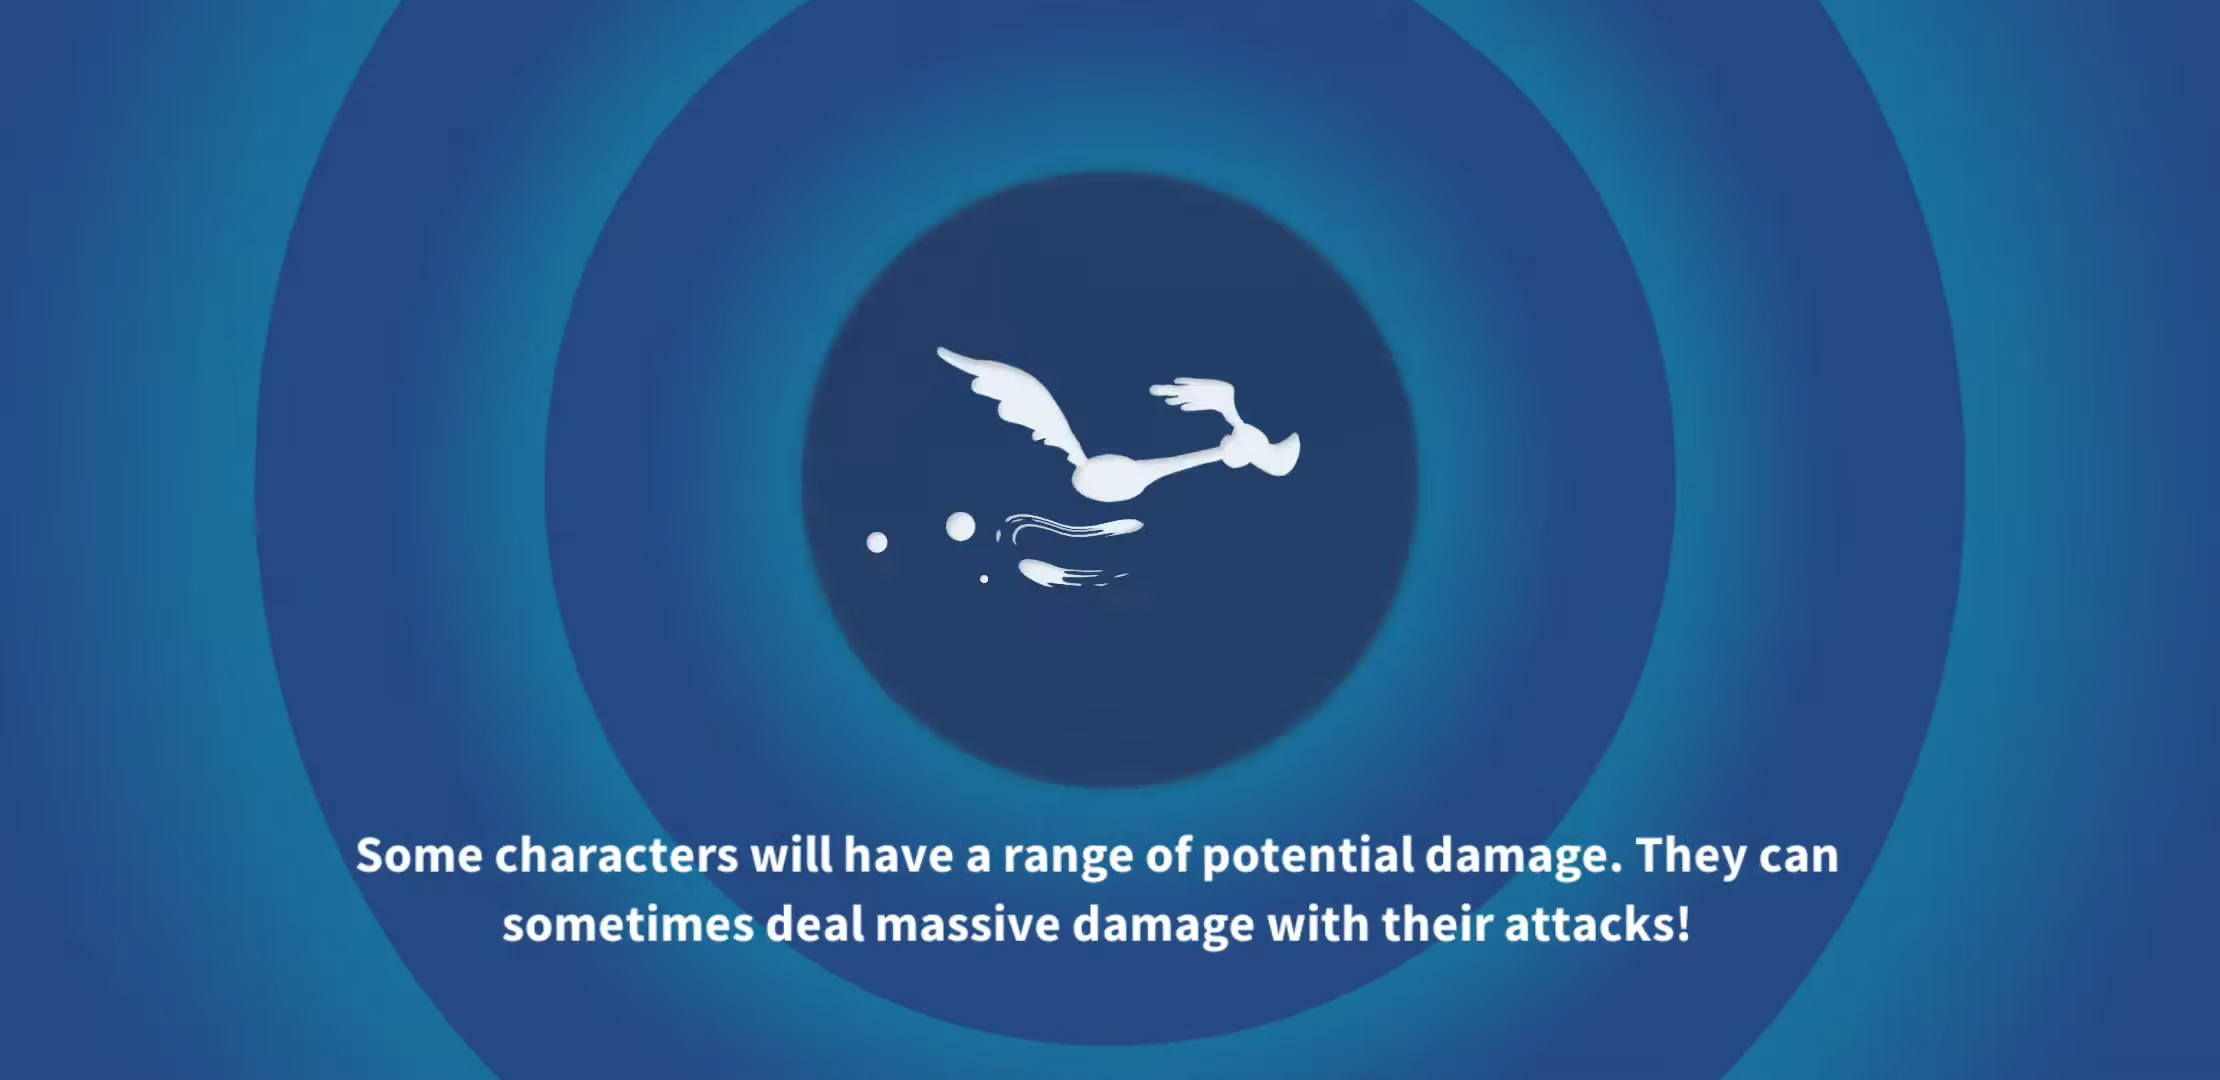 Some characters will have a range of potential damage. They can
sometimes deal massive damage with their attacks!